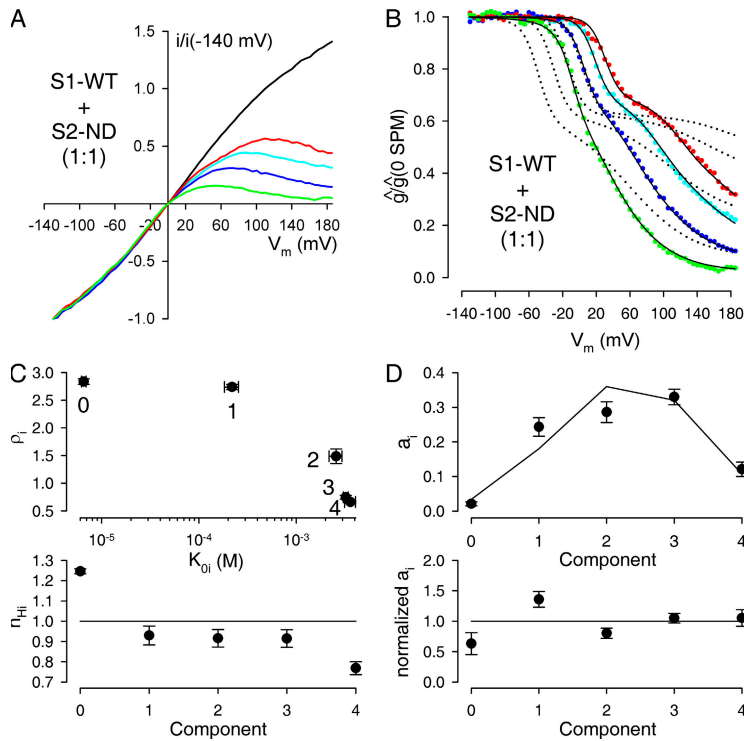 A
i/i(-140 mV)
S1-WT
+
S2-ND
(1:1)
1.5
1.0
0.5
-0.5
-1.0
-140 -100 -60 -20 20 60 100 140 180
Vm (mV)
B
ĝ/ĝ(0 SPM)
1.0
0.8
0.6
0.4
0.2
0.0
S1-WT
+
S2-ND
(1:1)
-140 -100 -60 -20 20 60 100 140 180
Vm (mV)
C
ρi
3.0
2.5
2.0
1.5
1.0
0.5
0
1
2
3
4
10⁻⁵ 10⁻⁴ 10⁻³
K0i (M)
nHi
1.3
1.2
1.1
1.0
0.9
0.8
0.7
0 1 2 3 4
Component
D
ai
0.4
0.3
0.2
0.1
0.0
0 1 2 3 4
Component
normalized ai
2.0
1.5
1.0
0.5
0.0
0 1 2 3 4
Component